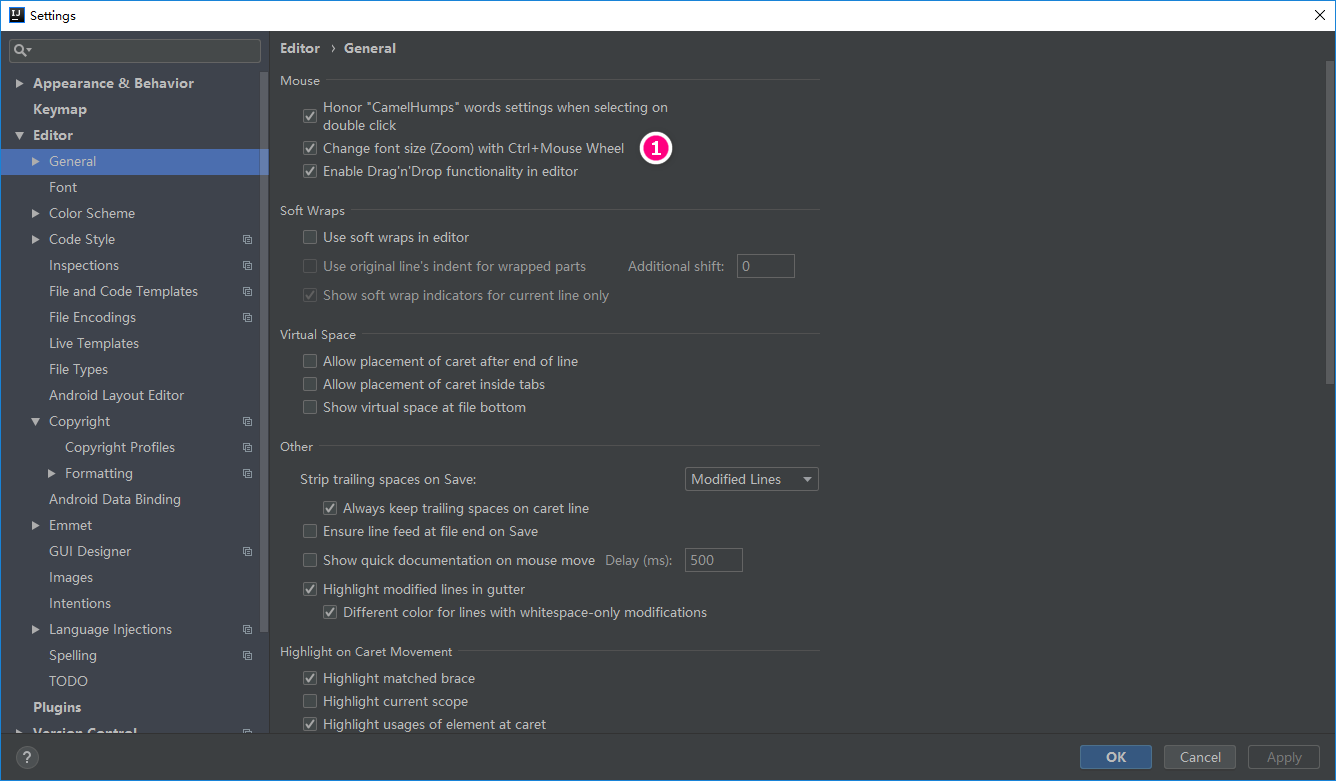 Settings
Appearance & Behavior
Keymap
Editor
General
Font
Color Scheme
Code Style
Inspections
File and Code Templates
File Encodings
Live Templates
File Types
Android Layout Editor
Copyright
Copyright Profiles
Formatting
Android Data Binding
Emmet
GUI Designer
Images
Intentions
Language Injections
Spelling
TODO
Plugins
Version Control
Editor › General
Mouse
Honor "CamelHumps" words settings when selecting on
double click
Change font size (Zoom) with Ctrl+Mouse Wheel 1
Enable Drag'n'Drop functionality in editor
Soft Wraps
Use soft wraps in editor
Use original line's indent for wrapped parts Additional shift: 0
Show soft wrap indicators for current line only
Virtual Space
Allow placement of caret after end of line
Allow placement of caret inside tabs
Show virtual space at file bottom
Other
Strip trailing spaces on Save: Modified Lines
Always keep trailing spaces on caret line
Ensure line feed at file end on Save
Show quick documentation on mouse move Delay (ms): 500
Highlight modified lines in gutter
Different color for lines with whitespace-only modifications
Highlight on Caret Movement
Highlight matched brace
Highlight current scope
Highlight usages of element at caret
? OK Cancel Apply